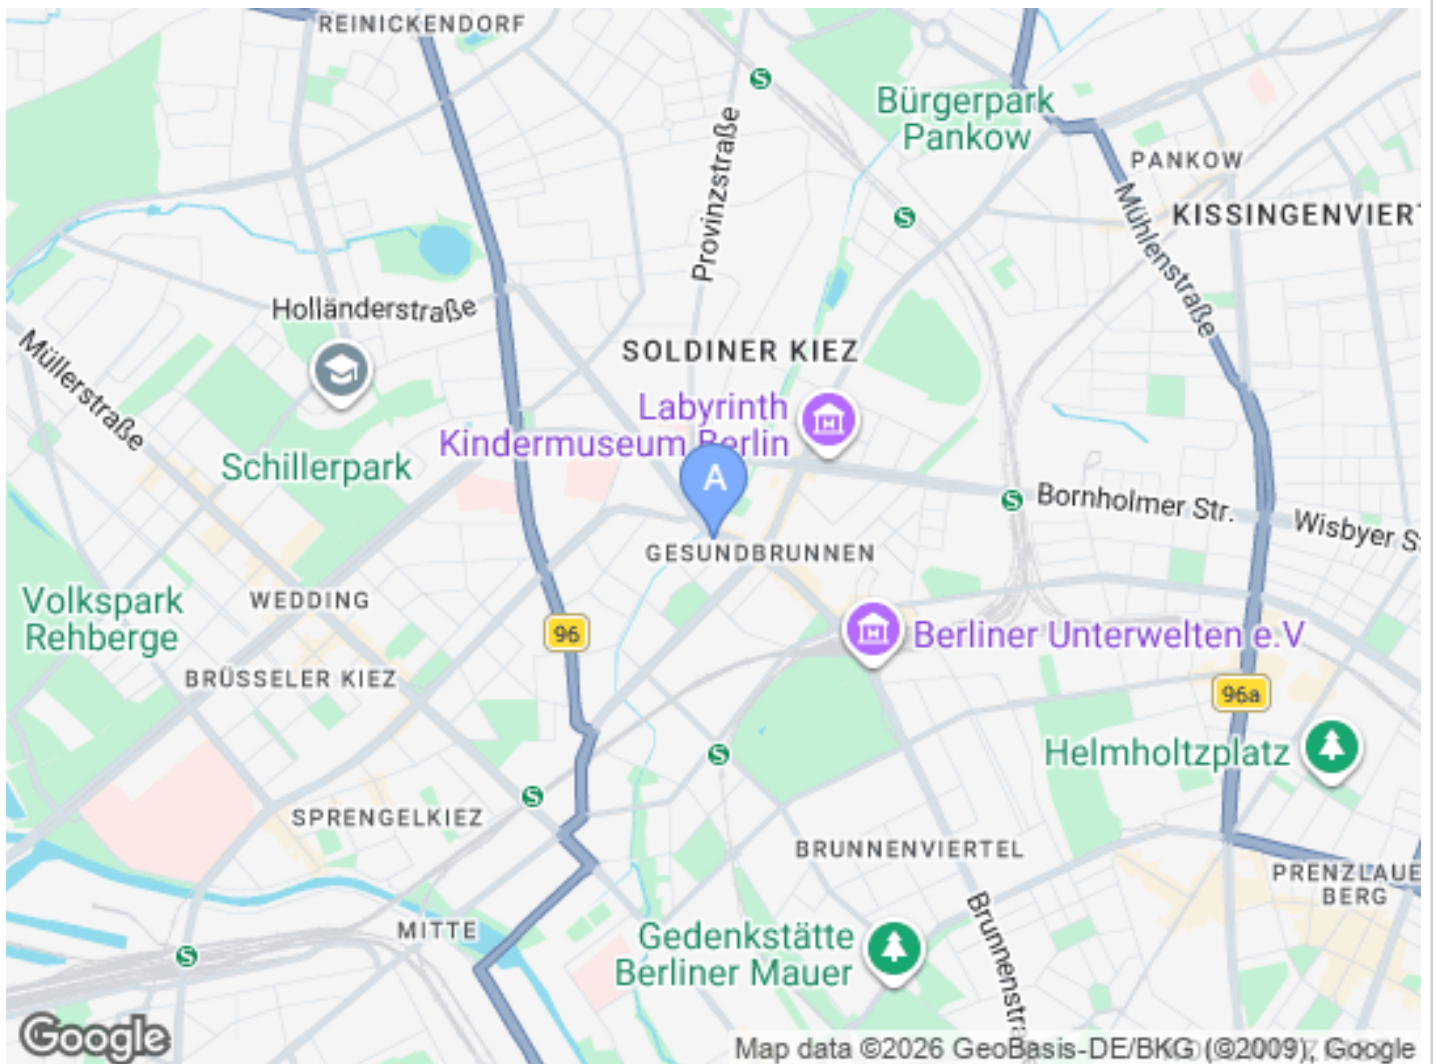 REINICKENDORF
Bürgerpark
Pankow
Provinzstraße
PANKOW
KISSINGENVIERT
Mühlenstraße
Holländerstraße
Müllerstraße
SOLDINER KIEZ
Labyrinth
Kindermuseum Berlin
Schillerpark
A
Bornholmer Str.
Wisbyer S
GESUNDBRUNNEN
Volkspark
Rehberge
WEDDING
96
Berliner Unterwelten e.V
BRÜSSELER KIEZ
96a
Helmholtzplatz
S
S
S
S
S
S
SPRENGELKIEZ
BRUNNENVIERTEL
PRENZLAUE
BERG
MITTE
Gedenkstätte
Berliner Mauer
Brunnenstra
Google
Map data ©2026 GeoBasis-DE/BKG (©2009), Google